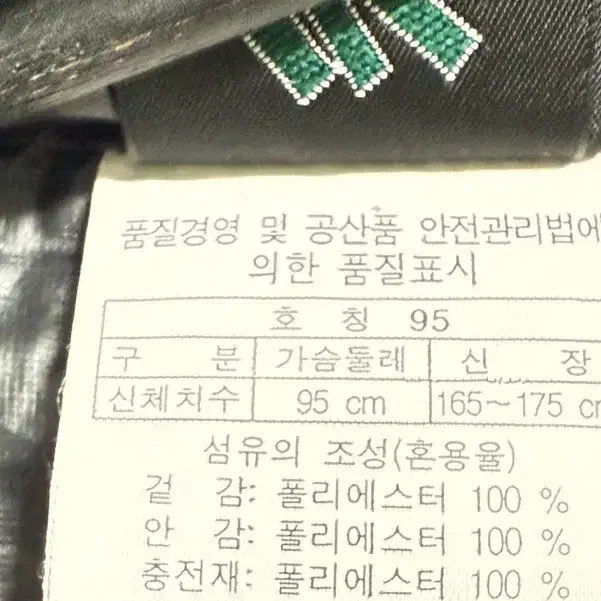 품질경영 및 공산품 안전관리법에
의한 품질표시
호 칭 95
구 분 가슴둘레 신 장
신체치수 95 cm 165~175 cm
섬유의 조성(혼용율)
겉 감: 폴리에스터 100 %
안 감: 폴리에스터 100 %
충전재: 폴리에스터 100 %